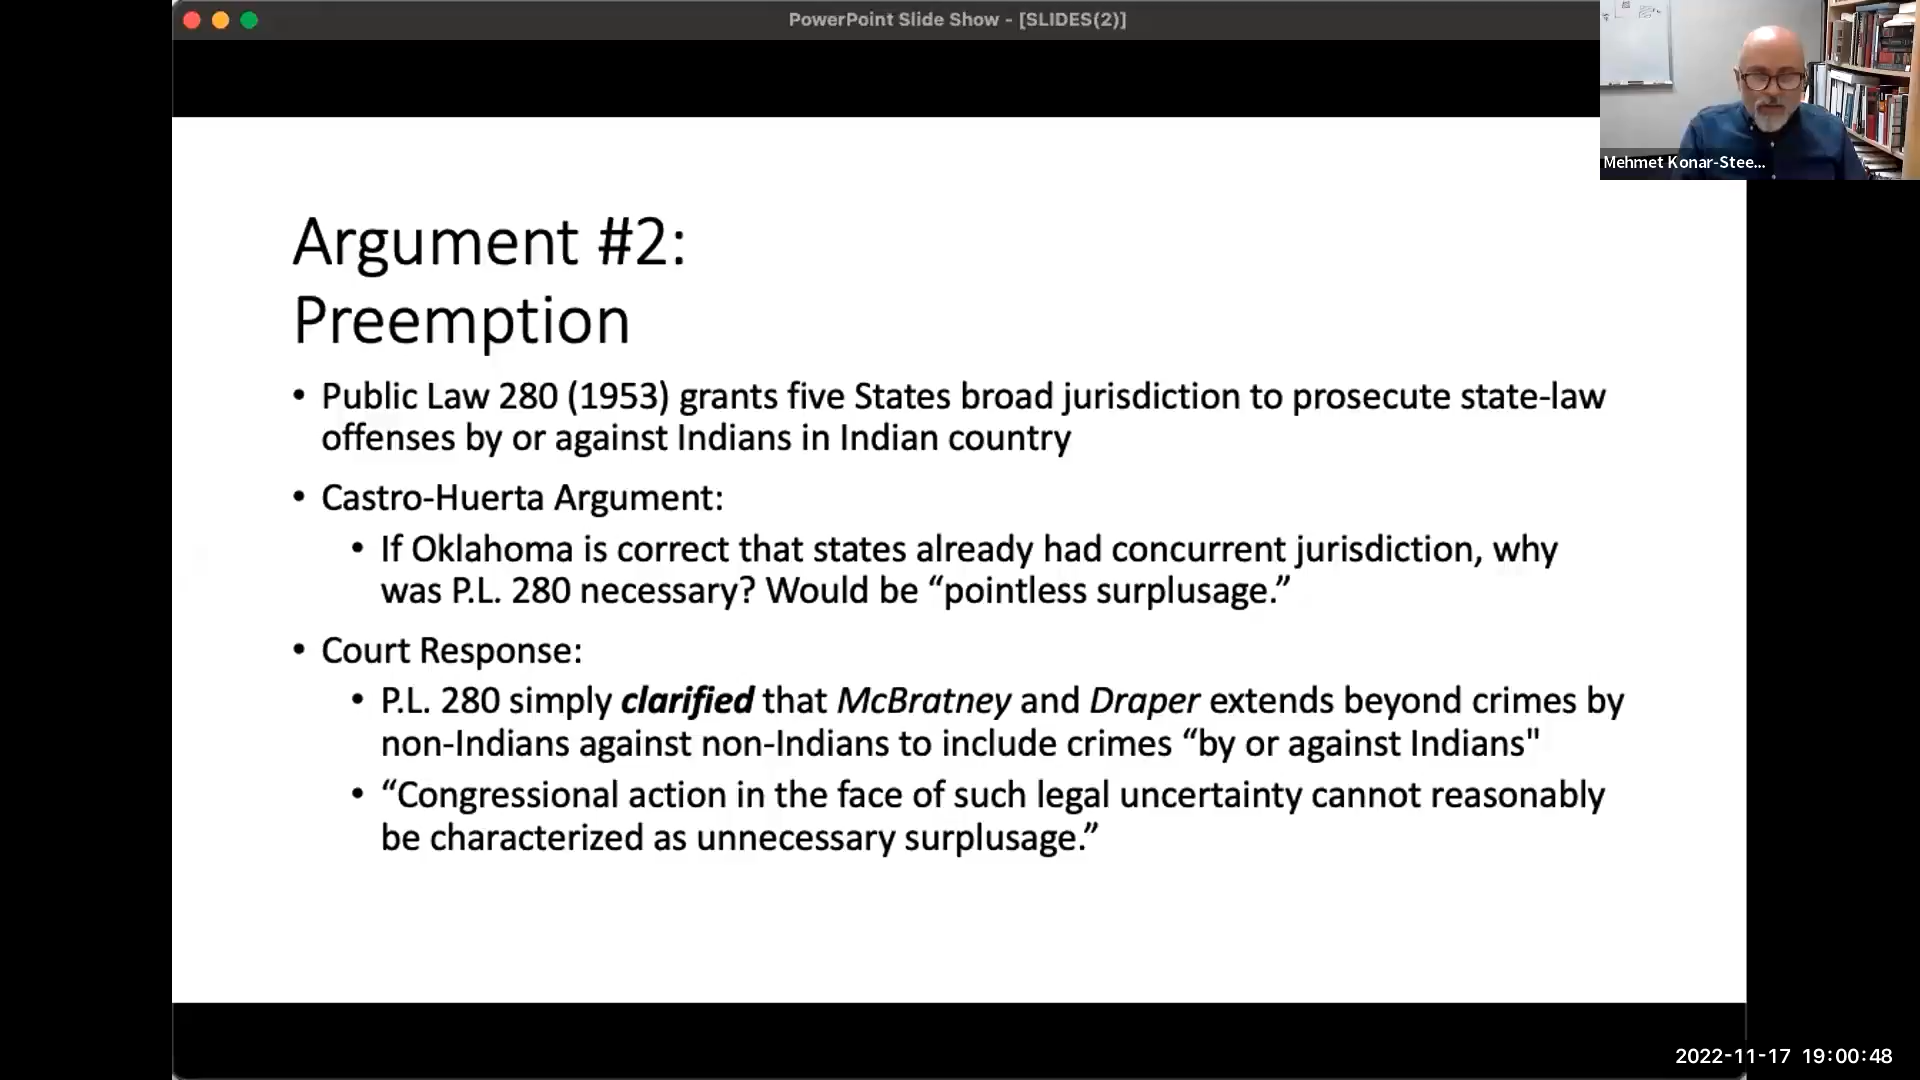 PowerPoint Slide Show - [SLIDES(2)]
Mehmet Konar-Stee...
Argument #2:
Preemption
• Public Law 280 (1953) grants five States broad jurisdiction to prosecute state-law
offenses by or against Indians in Indian country
• Castro-Huerta Argument:
• If Oklahoma is correct that states already had concurrent jurisdiction, why
was P.L. 280 necessary? Would be “pointless surplusage.”
• Court Response:
• P.L. 280 simply clarified that McBratney and Draper extends beyond crimes by
non-Indians against non-Indians to include crimes “by or against Indians"
• “Congressional action in the face of such legal uncertainty cannot reasonably
be characterized as unnecessary surplusage.”
2022-11-17 19:00:48